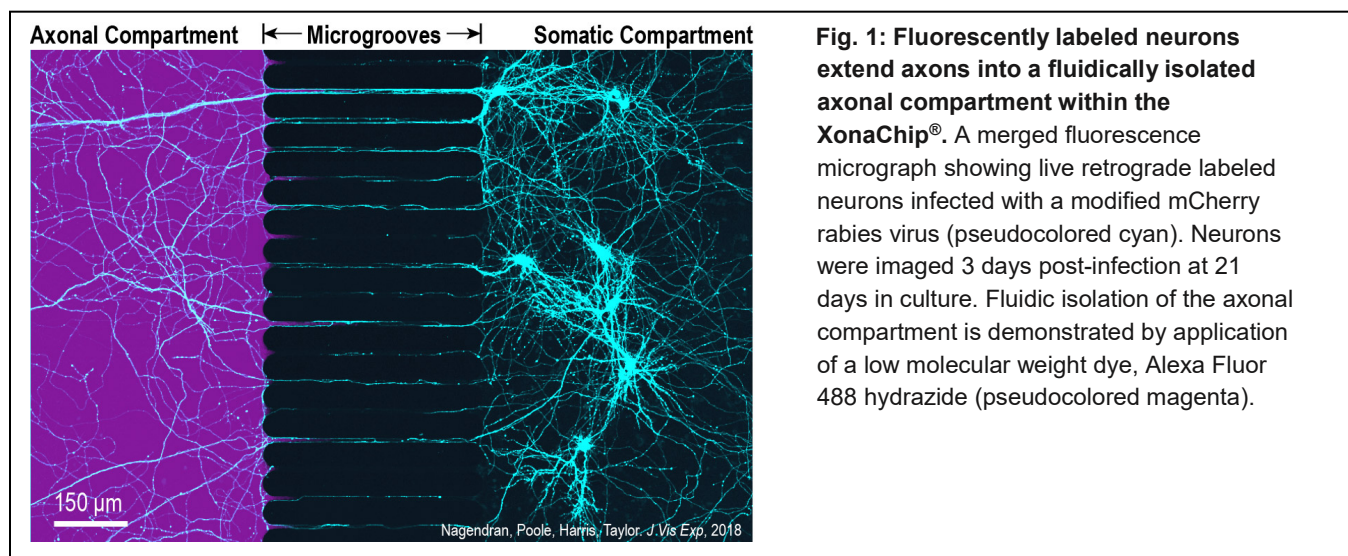 Axonal Compartment |← Microgrooves →| Somatic Compartment
150 µm
Nagendran, Poole, Harris, Taylor. J.Vis Exp, 2018
Fig. 1: Fluorescently labeled neurons
extend axons into a fluidically isolated
axonal compartment within the
XonaChip®. A merged fluorescence
micrograph showing live retrograde labeled
neurons infected with a modified mCherry
rabies virus (pseudocolored cyan). Neurons
were imaged 3 days post-infection at 21
days in culture. Fluidic isolation of the axonal
compartment is demonstrated by application
of a low molecular weight dye, Alexa Fluor
488 hydrazide (pseudocolored magenta).